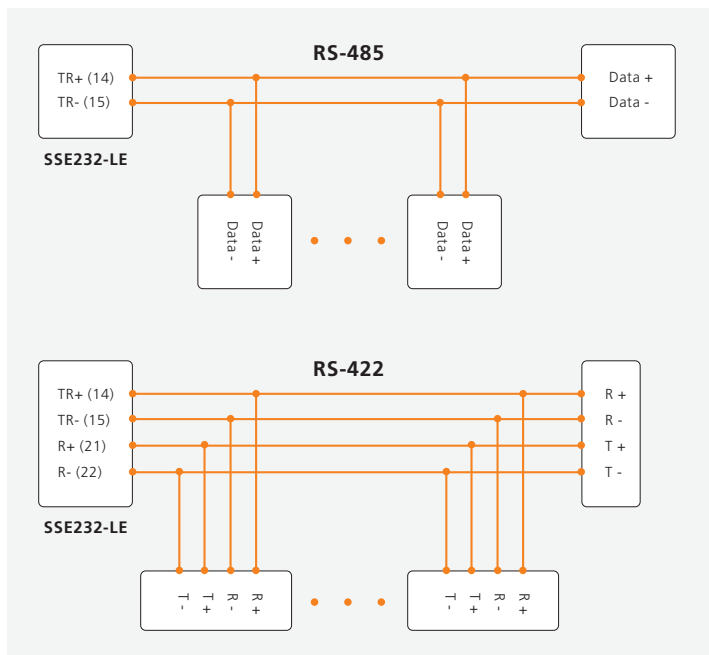 RS-485
TR+ (14)
TR- (15)
Data +
Data -
SSE232-LE
Data -
Data +
Data -
Data +
RS-422
TR+ (14)
TR- (15)
R+ (21)
R- (22)
R +
R -
T +
T -
SSE232-LE
T -
T +
R -
R +
T -
T +
R -
R +